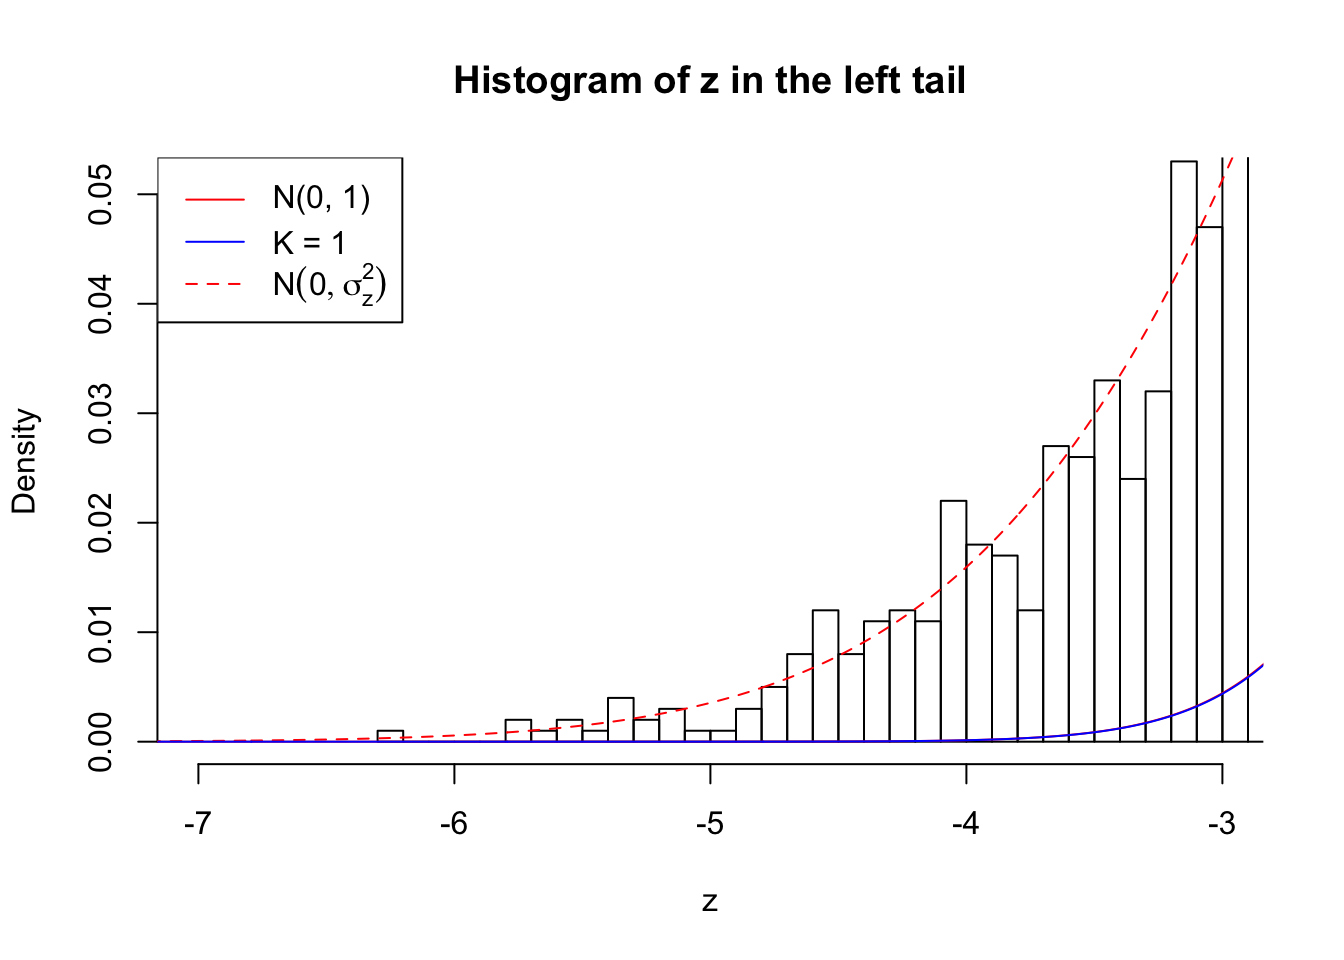 Histogram of z in the left tail
N(0, 1)
K = 1
N(0, σ_z^2)
Density
0.00 0.01 0.02 0.03 0.04 0.05
-7 -6 -5 -4 -3
z